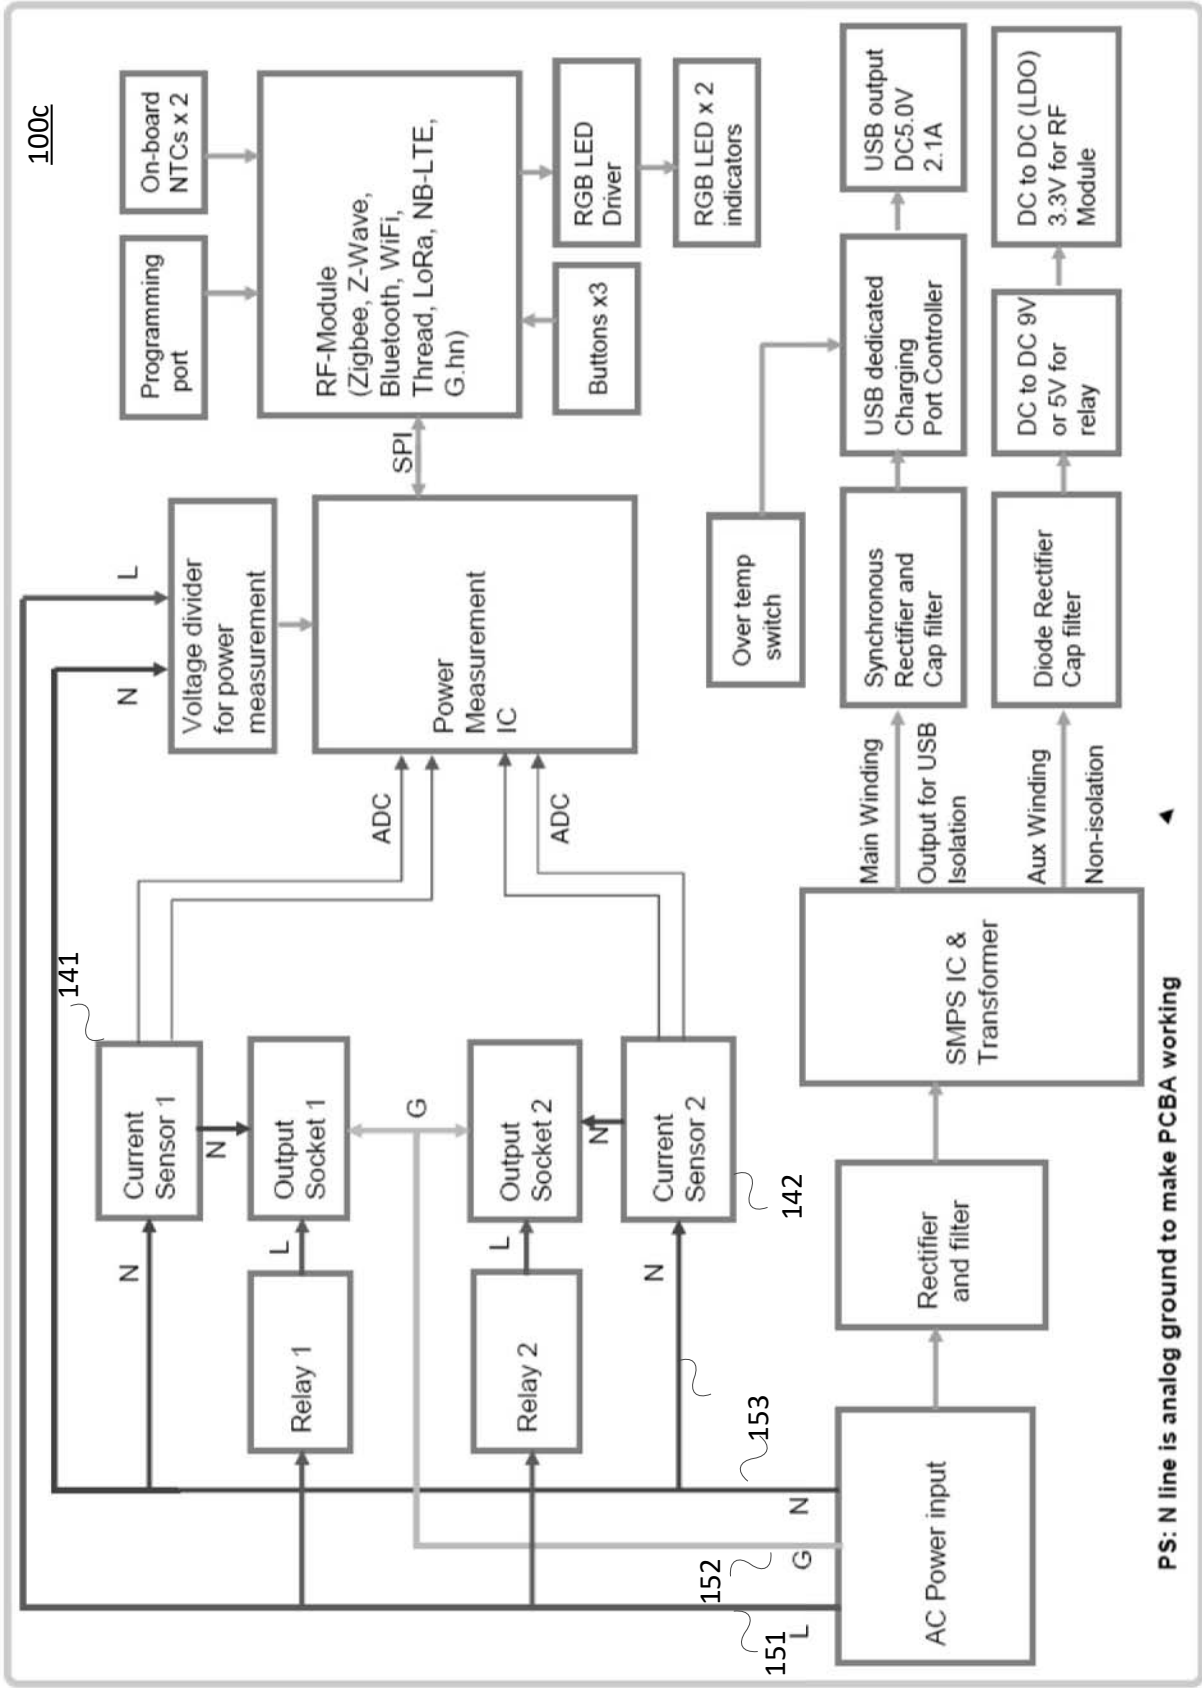 100c
On-board
NTCs x 2
Programming
port
RF-Module
(Zigbee, Z-Wave,
Bluetooth, WiFi,
Thread, LoRa, NB-LTE,
G.hn)
RGB LED
Driver
RGB LED x 2
indicators
Buttons x3
SPI
L
N
Voltage divider
for power
measurement
Power
Measurement
IC
ADC
ADC
141
Current
Sensor 1
N
N
Output
Socket 1
L
Relay 1
G
Output
Socket 2
L
Relay 2
N
Current
Sensor 2
142
N
153
N
152
G
151
L
AC Power input
Rectifier
and filter
SMPS IC &
Transformer
Main Winding
Output for USB
Isolation
Aux Winding
Non-isolation
Over temp
switch
Synchronous
Rectifier and
Cap filter
USB dedicated
Charging
Port Controller
USB output
DC5.0V
2.1A
Diode Rectifier
Cap filter
DC to DC 9V
or 5V for
relay
DC to DC (LDO)
3.3V for RF
Module
PS: N line is analog ground to make PCBA working